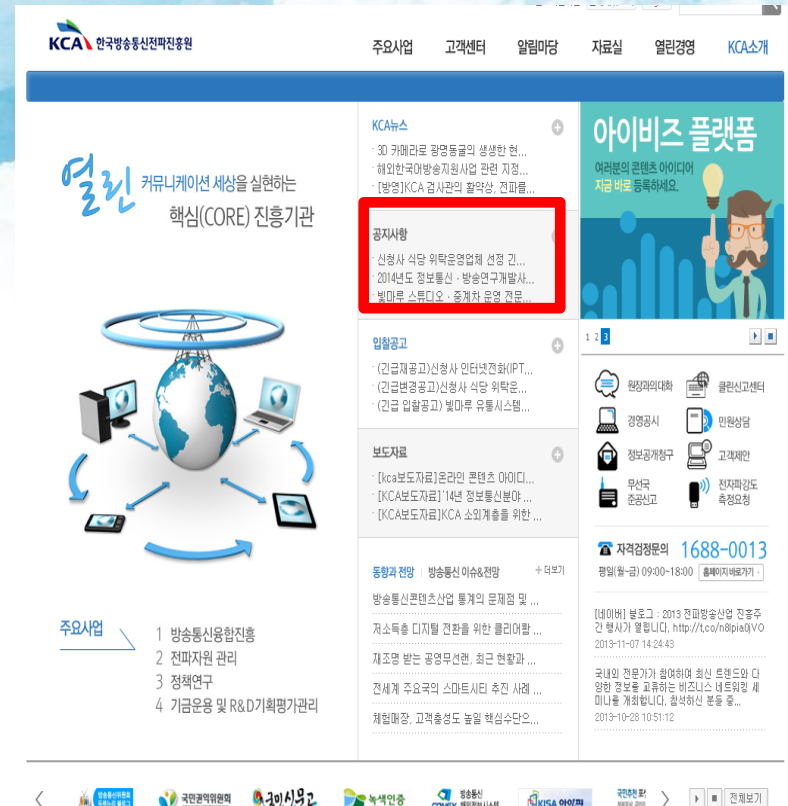 KCA 한국방송통신전파진흥원
주요사업 고객센터 알림마당 자료실 열린경영 KCA소개
열린 커뮤니케이션 세상을 실현하는
핵심(CORE) 진흥기관
주요사업
1 방송통신융합진흥
2 전파자원 관리
3 정책연구
4 기금운용 및 R&D기획평가관리
KCA뉴스
· 3D 카메라로 광명동굴의 생생한 현...
· 해외한국어방송지원사업 관련 지정...
· [방영]KCA 검사관의 활약상, 전파를...
공지사항
· 신청사 식당 위탁운영업체 선정 긴...
· 2014년도 정보통신 · 방송연구개발사...
· 빛마루 스튜디오 · 중계차 운영 전문...
입찰공고
· (긴급재공고)신청사 인터넷전화(IPT...
· (긴급변경공고)신청사 식당 위탁운...
· (긴급 입찰공고) 빛마루 유통시스템...
보도자료
· [kca보도자료]온라인 콘텐츠 아이디...
· [KCA보도자료]'14년 정보통신분야 ...
· [KCA보도자료]KCA 소외계층을 위한 ...
동향과 전망 | 방송통신 이슈&전망 + 더보기
방송통신콘텐츠산업 통계의 문제점 및 ...
저소득층 디지털 전환을 위한 클리어쾀 ...
재조명 받는 공영무선랜, 최근 현황과 ...
전세계 주요국의 스마트시티 추진 사례 ...
체험매장, 고객충성도 높일 핵심수단으...
아이비즈 플랫폼
여러분의 콘텐츠 아이디어
지금 바로 등록하세요.
1 2 3
원장과의대화 클린신고센터
경영공시 민원상담
정보공개청구 고객제안
무선국 준공신고 전자파강도 측정요청
자격검정문의 1688-0013
평일(월~금) 09:00~18:00 홈페이지 바로가기
[네이버] 블로그 : 2013 전파방송산업 진흥주
간 행사가 열립니다, http://t.co/n8lpia0jVO
2013-11-07 14:24:43
국내외 전문가가 참여하여 최신 트렌드와 다
양한 정보를 교류하는 비즈니스 네트워킹 세
미나를 개최합니다, 참석하신 분들 중...
2013-10-28 10:51:12
방송통신위원회 국민권익위원회 국민신문고 녹색인증 방송통신 KISA 전체보기